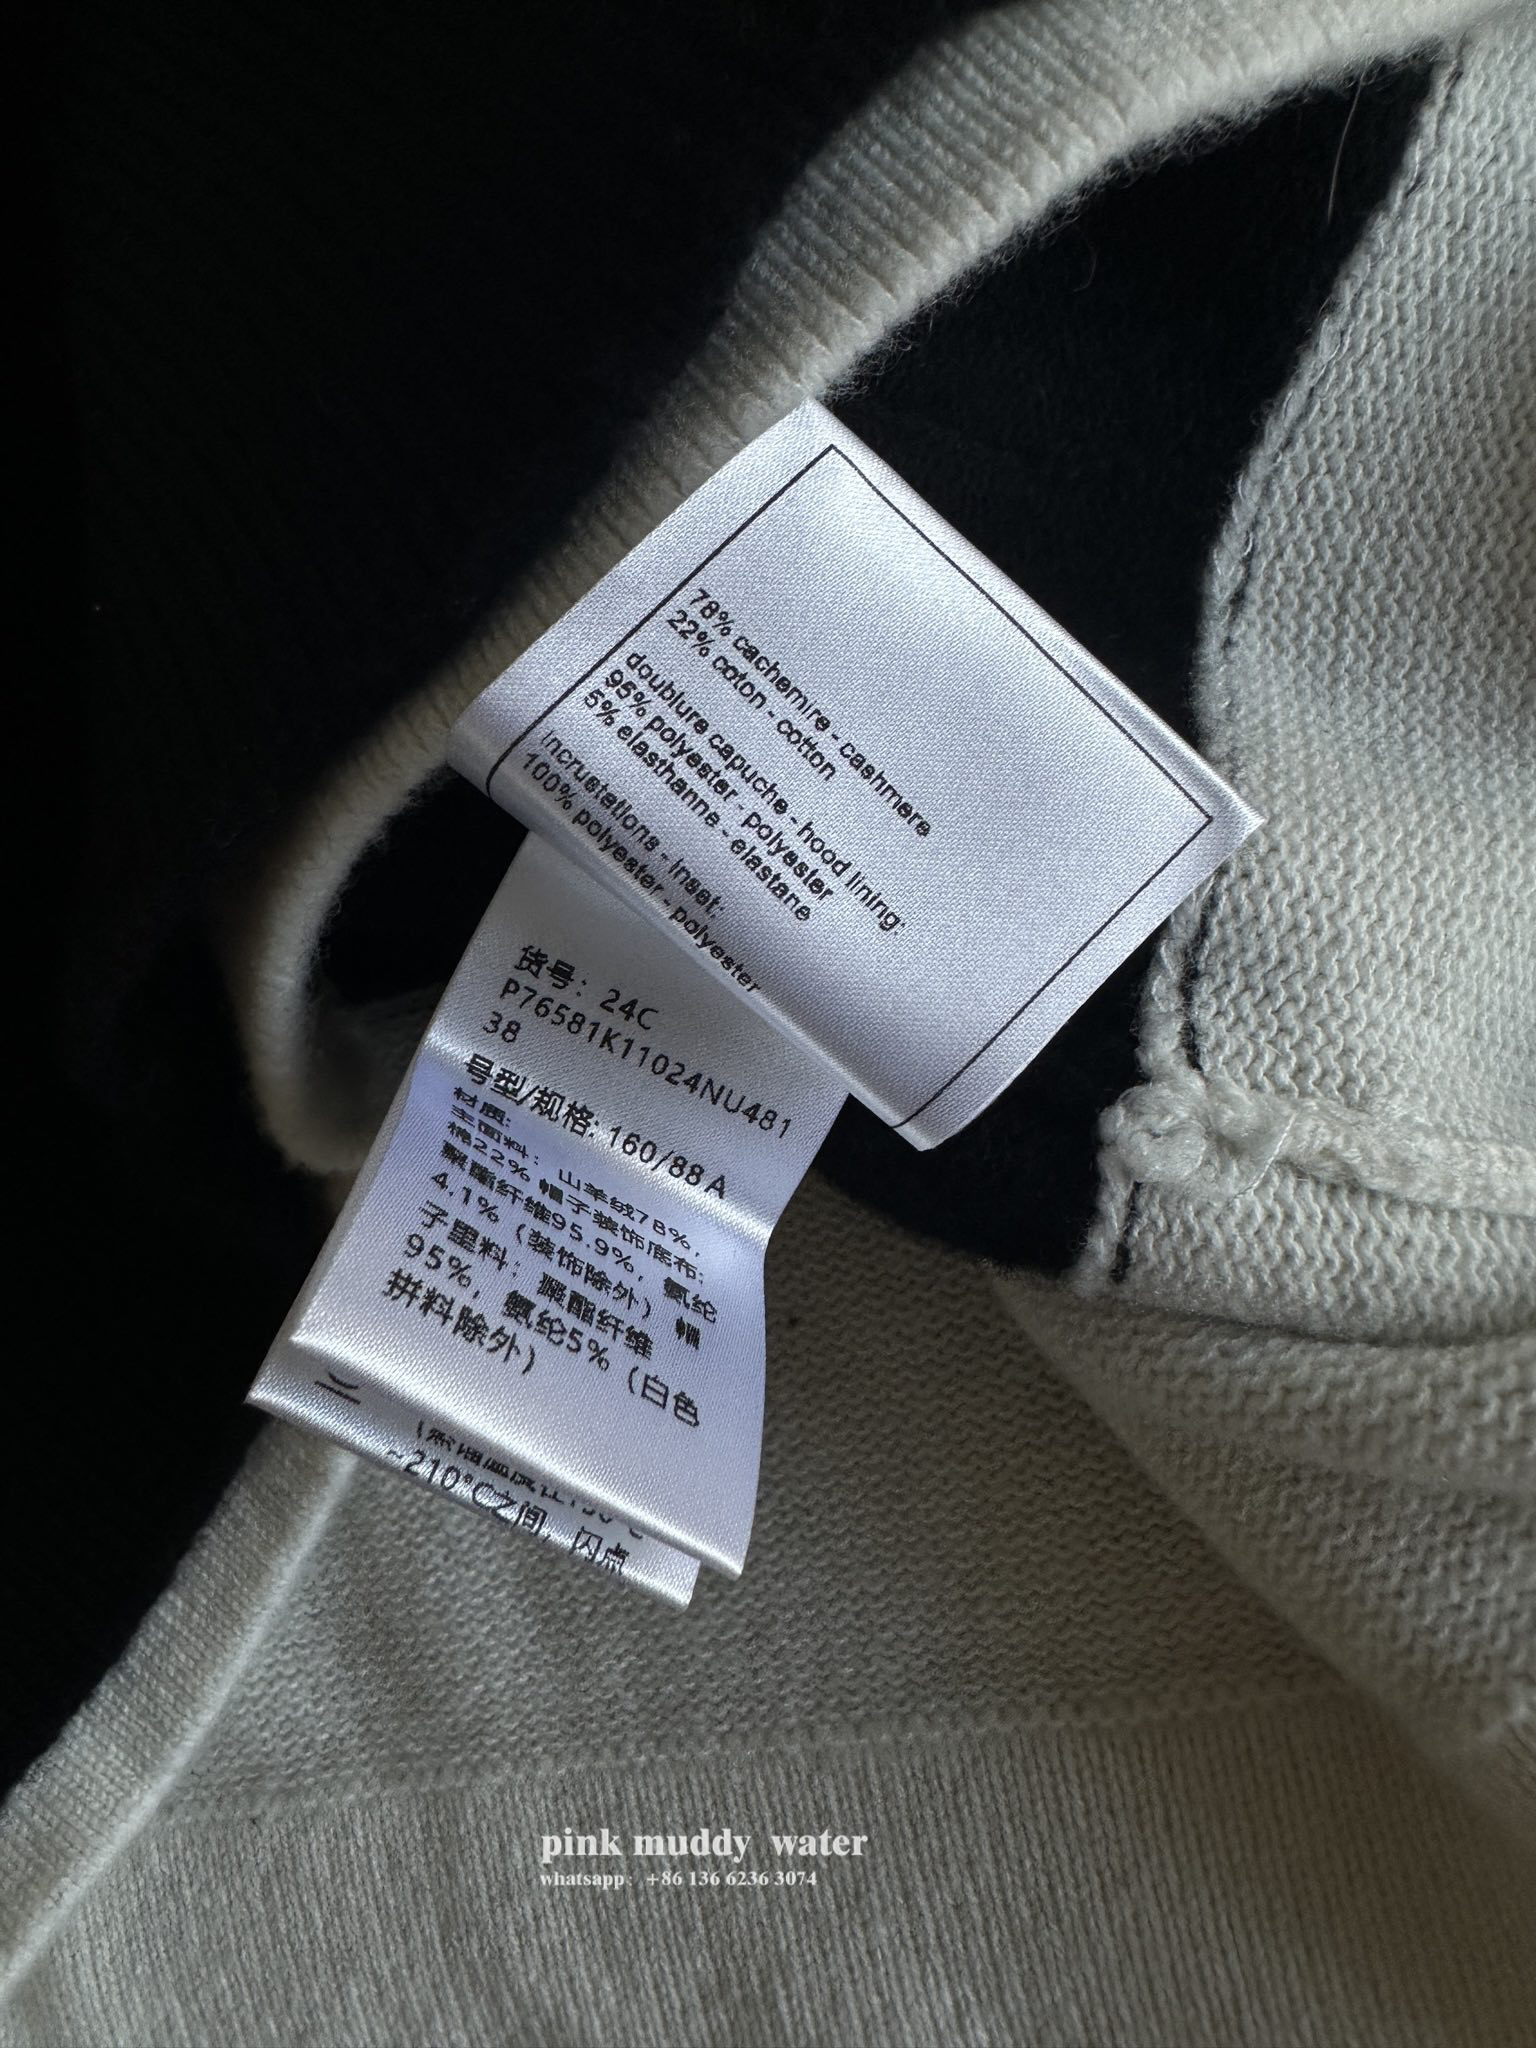 78% cachemire - cashmere
22% coton - cotton
doublure capuche - hood lining:
95% polyester - polyester
5% elasthanne - elastane
incrustations - inset:
100% polyester - polyester
货号：24C
P76581K11024NU481
38
号型/规格: 160/88A
材质:
主面料：山羊绒78%,
棉22% 帽子装饰底布:
聚酯纤维95.9%，氨纶
4.1%（装饰除外）帽
子里料：聚酯纤维
95%，氨纶5%（白色
拼料除外）
~210°C之间，闪点
pink muddy water
whatsapp: +86 136 6236 3074